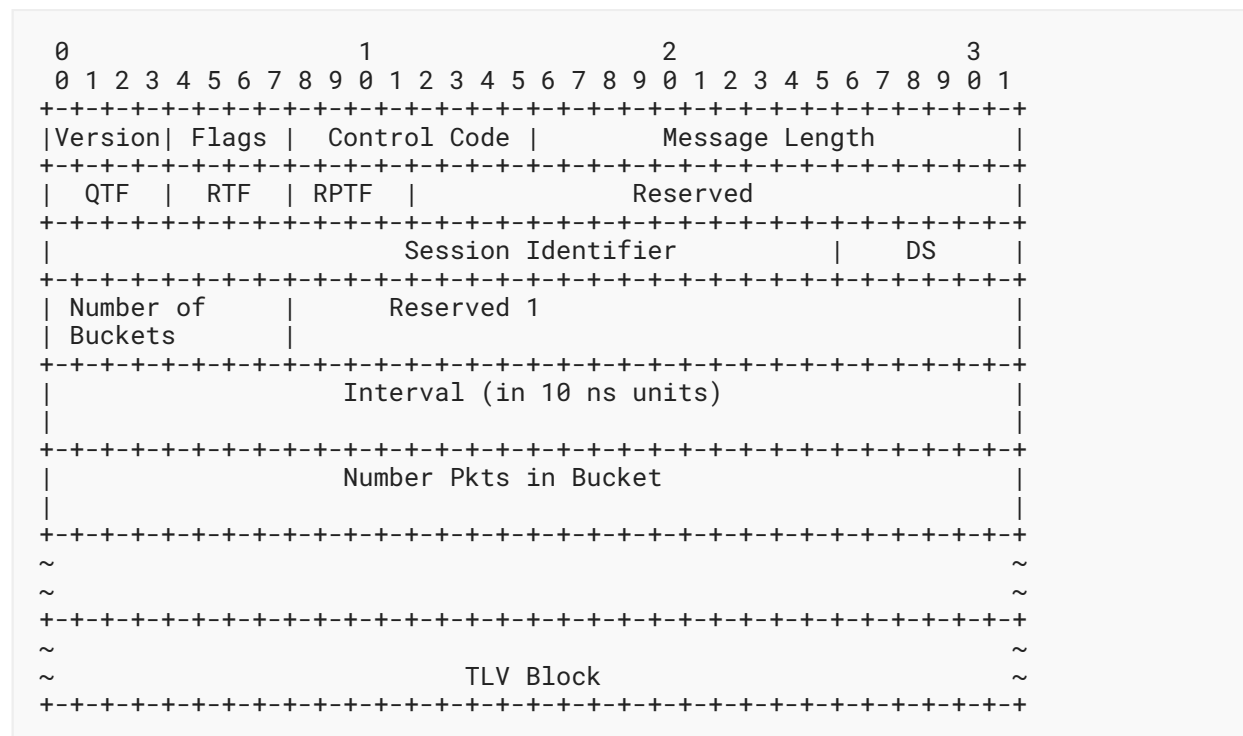 0                   1                   2                   3
 0 1 2 3 4 5 6 7 8 9 0 1 2 3 4 5 6 7 8 9 0 1 2 3 4 5 6 7 8 9 0 1
+-+-+-+-+-+-+-+-+-+-+-+-+-+-+-+-+-+-+-+-+-+-+-+-+-+-+-+-+-+-+-+-+
|Version| Flags |  Control Code |        Message Length         |
+-+-+-+-+-+-+-+-+-+-+-+-+-+-+-+-+-+-+-+-+-+-+-+-+-+-+-+-+-+-+-+-+
|  QTF  |  RTF  | RPTF  |              Reserved                 |
+-+-+-+-+-+-+-+-+-+-+-+-+-+-+-+-+-+-+-+-+-+-+-+-+-+-+-+-+-+-+-+-+
|                       Session Identifier          |    DS     |
+-+-+-+-+-+-+-+-+-+-+-+-+-+-+-+-+-+-+-+-+-+-+-+-+-+-+-+-+-+-+-+-+
| Number of     |      Reserved 1                               |
| Buckets       |                                               |
+-+-+-+-+-+-+-+-+-+-+-+-+-+-+-+-+-+-+-+-+-+-+-+-+-+-+-+-+-+-+-+-+
|                   Interval (in 10 ns units)                   |
|                                                               |
+-+-+-+-+-+-+-+-+-+-+-+-+-+-+-+-+-+-+-+-+-+-+-+-+-+-+-+-+-+-+-+-+
|                   Number Pkts in Bucket                       |
|                                                               |
+-+-+-+-+-+-+-+-+-+-+-+-+-+-+-+-+-+-+-+-+-+-+-+-+-+-+-+-+-+-+-+-+
~                                                               ~
~                                                               ~
+-+-+-+-+-+-+-+-+-+-+-+-+-+-+-+-+-+-+-+-+-+-+-+-+-+-+-+-+-+-+-+-+
~                                                               ~
~                           TLV Block                           ~
+-+-+-+-+-+-+-+-+-+-+-+-+-+-+-+-+-+-+-+-+-+-+-+-+-+-+-+-+-+-+-+-+